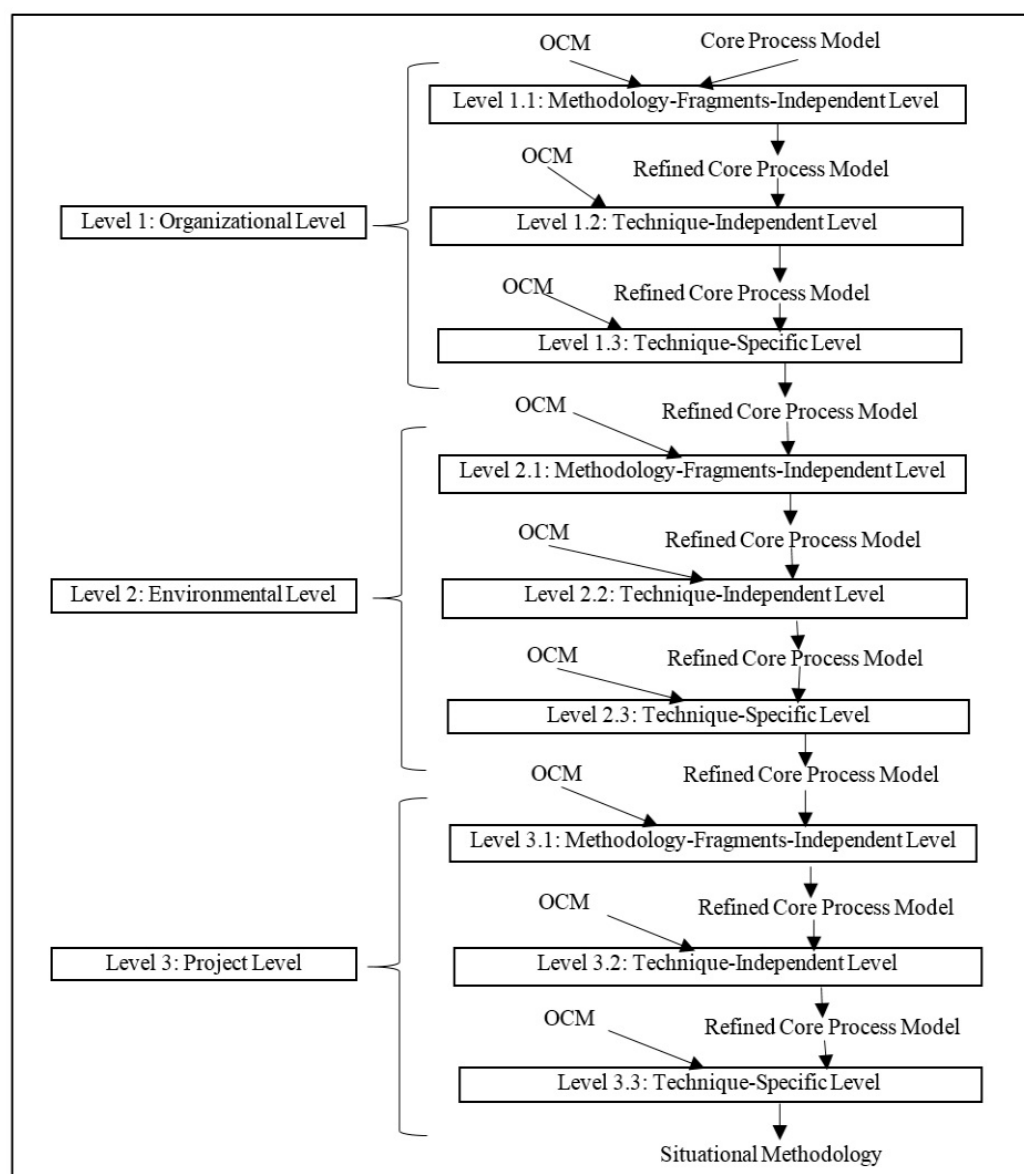 OCM
Core Process Model
Level 1.1: Methodology-Fragments-Independent Level
OCM
Refined Core Process Model
Level 1: Organizational Level
Level 1.2: Technique-Independent Level
OCM
Refined Core Process Model
Level 1.3: Technique-Specific Level
OCM
Refined Core Process Model
Level 2.1: Methodology-Fragments-Independent Level
OCM
Refined Core Process Model
Level 2: Environmental Level
Level 2.2: Technique-Independent Level
OCM
Refined Core Process Model
Level 2.3: Technique-Specific Level
OCM
Refined Core Process Model
Level 3.1: Methodology-Fragments-Independent Level
OCM
Refined Core Process Model
Level 3: Project Level
Level 3.2: Technique-Independent Level
OCM
Refined Core Process Model
Level 3.3: Technique-Specific Level
Situational Methodology